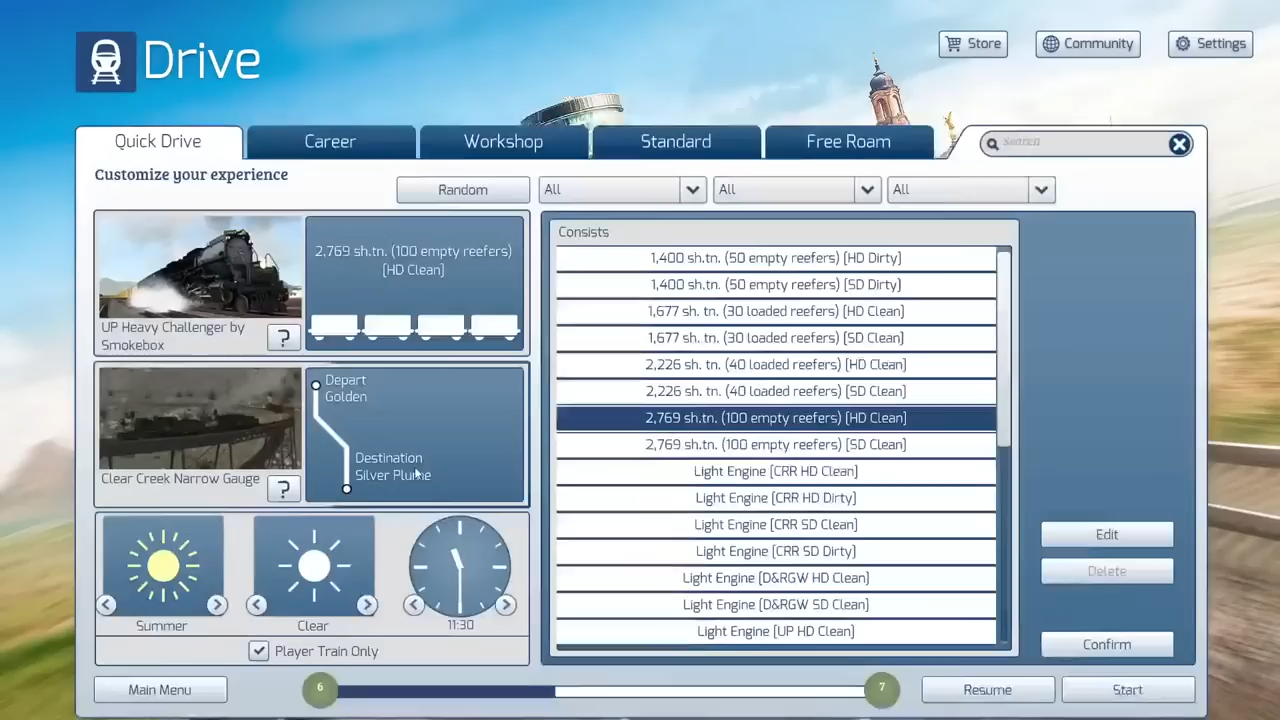 Drive
Store
Community
Settings
Quick Drive
Career
Workshop
Standard
Free Roam
Search
Customize your experience
Random
All
All
All
2,769 sh.tn. (100 empty reefers)
[HD Clean]
UP Heavy Challenger by
Smokebox
?
Depart
Golden
Destination
Silver Plume
Clear Creek Narrow Gauge
?
Summer
Clear
11:30
Player Train Only
Consists
1,400 sh.tn. (50 empty reefers) [HD Dirty]
1,400 sh.tn. (50 empty reefers) [SD Dirty]
1,677 sh. tn. (30 loaded reefers) [HD Clean]
1,677 sh. tn. (30 loaded reefers) [SD Clean]
2,226 sh. tn. (40 loaded reefers) [HD Clean]
2,226 sh. tn. (40 loaded reefers) [SD Clean]
2,769 sh.tn. (100 empty reefers) [HD Clean]
2,769 sh.tn. (100 empty reefers) [SD Clean]
Light Engine [CRR HD Clean]
Light Engine [CRR HD Dirty]
Light Engine [CRR SD Clean]
Light Engine [CRR SD Dirty]
Light Engine [D&RGW HD Clean]
Light Engine [D&RGW SD Clean]
Light Engine [UP HD Clean]
Edit
Delete
Confirm
Main Menu
6
7
Resume
Start